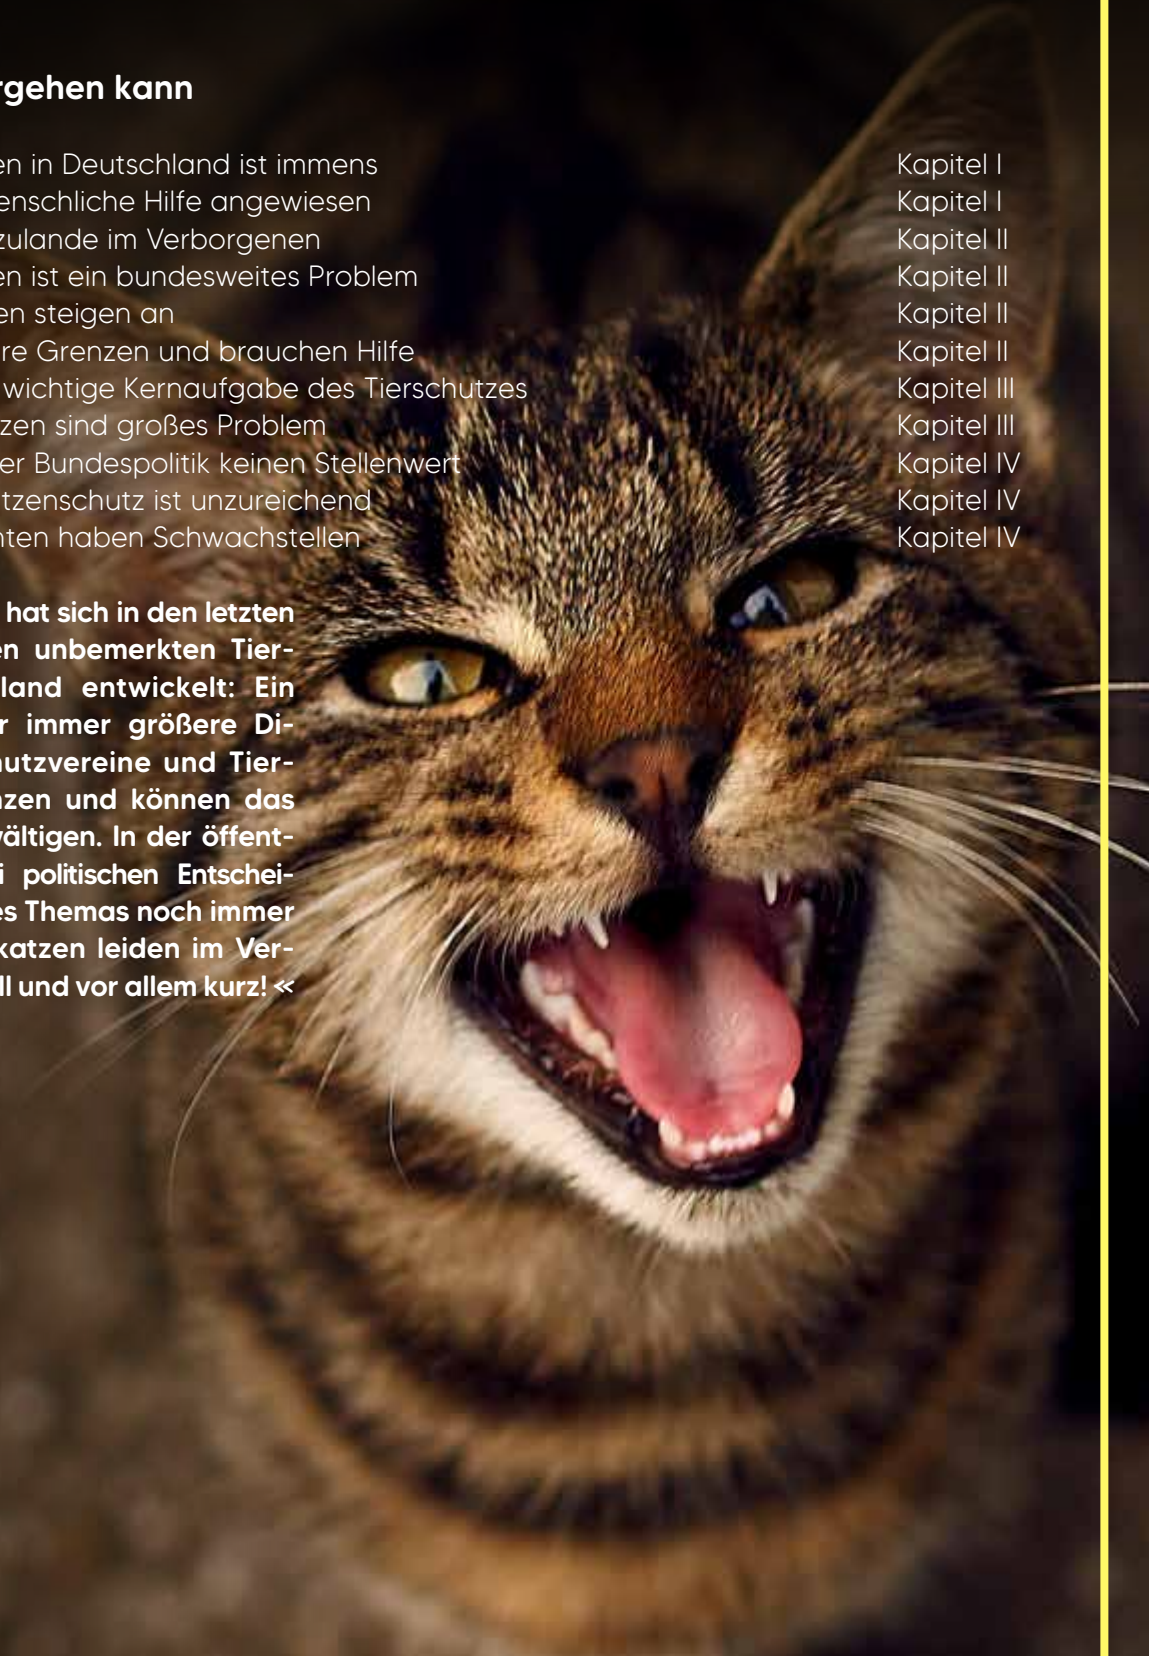 rgehen kann
en in Deutschland ist immens Kapitel I
enschliche Hilfe angewiesen Kapitel I
zulande im Verborgenen Kapitel II
en ist ein bundesweites Problem Kapitel II
en steigen an Kapitel II
re Grenzen und brauchen Hilfe Kapitel II
wichtige Kernaufgabe des Tierschutzes Kapitel III
zen sind großes Problem Kapitel III
er Bundespolitik keinen Stellenwert Kapitel IV
tzenschutz ist unzureichend Kapitel IV
nten haben Schwachstellen Kapitel IV
hat sich in den letzten
en unbemerkten Tier-
land entwickelt: Ein
r immer größere Di-
hutzvereine und Tier-
nzen und können das
vältigen. In der öffent-
i politischen Entschei-
es Themas noch immer
katzen leiden im Ver-
ll und vor allem kurz! «